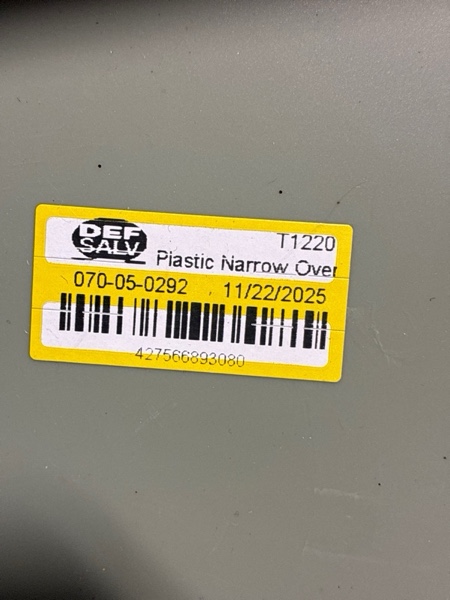 DEF
SALV
T1220
Plastic Narrow Over
070-05-0292 11/22/2025
427566893080